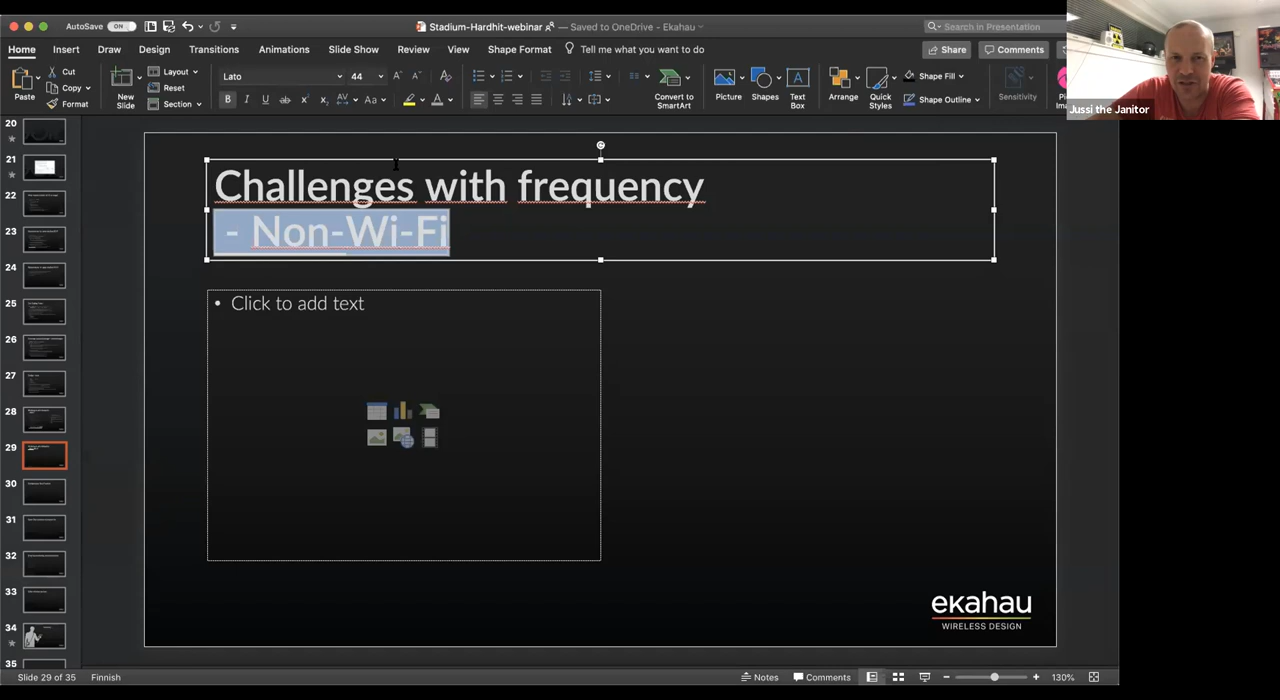 AutoSave ON Stadium-Hardhit-webinar — Saved to OneDrive - Ekahau Search in Presentation
Home Insert Draw Design Transitions Animations Slide Show Review View Shape Format Tell me what you want to do Share Comments
Paste Cut Copy Format New Slide Layout Reset Section Lato 44 Convert to SmartArt Picture Shapes Text Box Arrange Quick Styles Shape Fill Shape Outline Sensitivity
Jussi the Janitor
20
21
22
23
24
25
26
27
28
29
30
31
32
33
34
35
Challenges with frequency
- Non-Wi-Fi
• Click to add text
ekahau
WIRELESS DESIGN
Slide 29 of 35 Finnish Notes Comments 130%